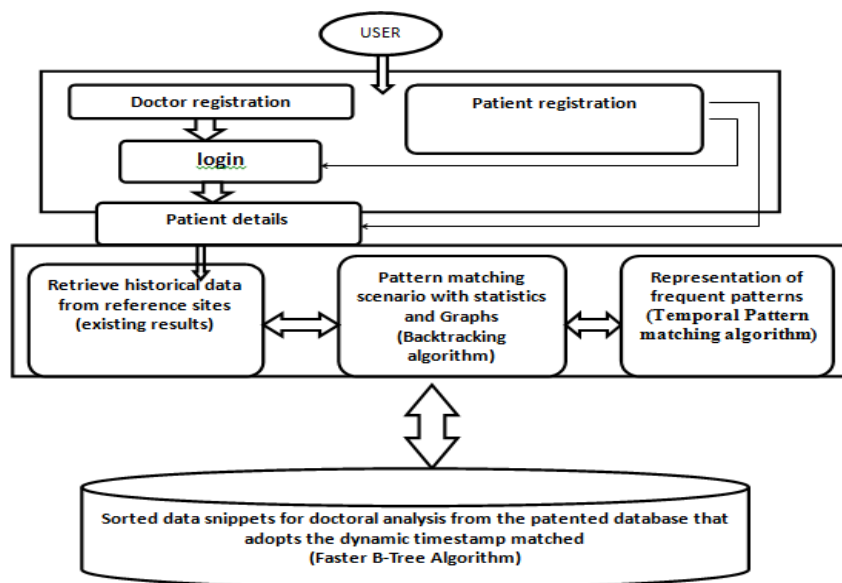 USER
Doctor registration
Patient registration
login
Patient details
Retrieve historical data
from reference sites
(existing results)
Pattern matching
scenario with statistics
and Graphs
(Backtracking
algorithm)
Representation of
frequent patterns
(Temporal Pattern
matching algorithm)
Sorted data snippets for doctoral analysis from the patented database that
adopts the dynamic timestamp matched
(Faster B-Tree Algorithm)